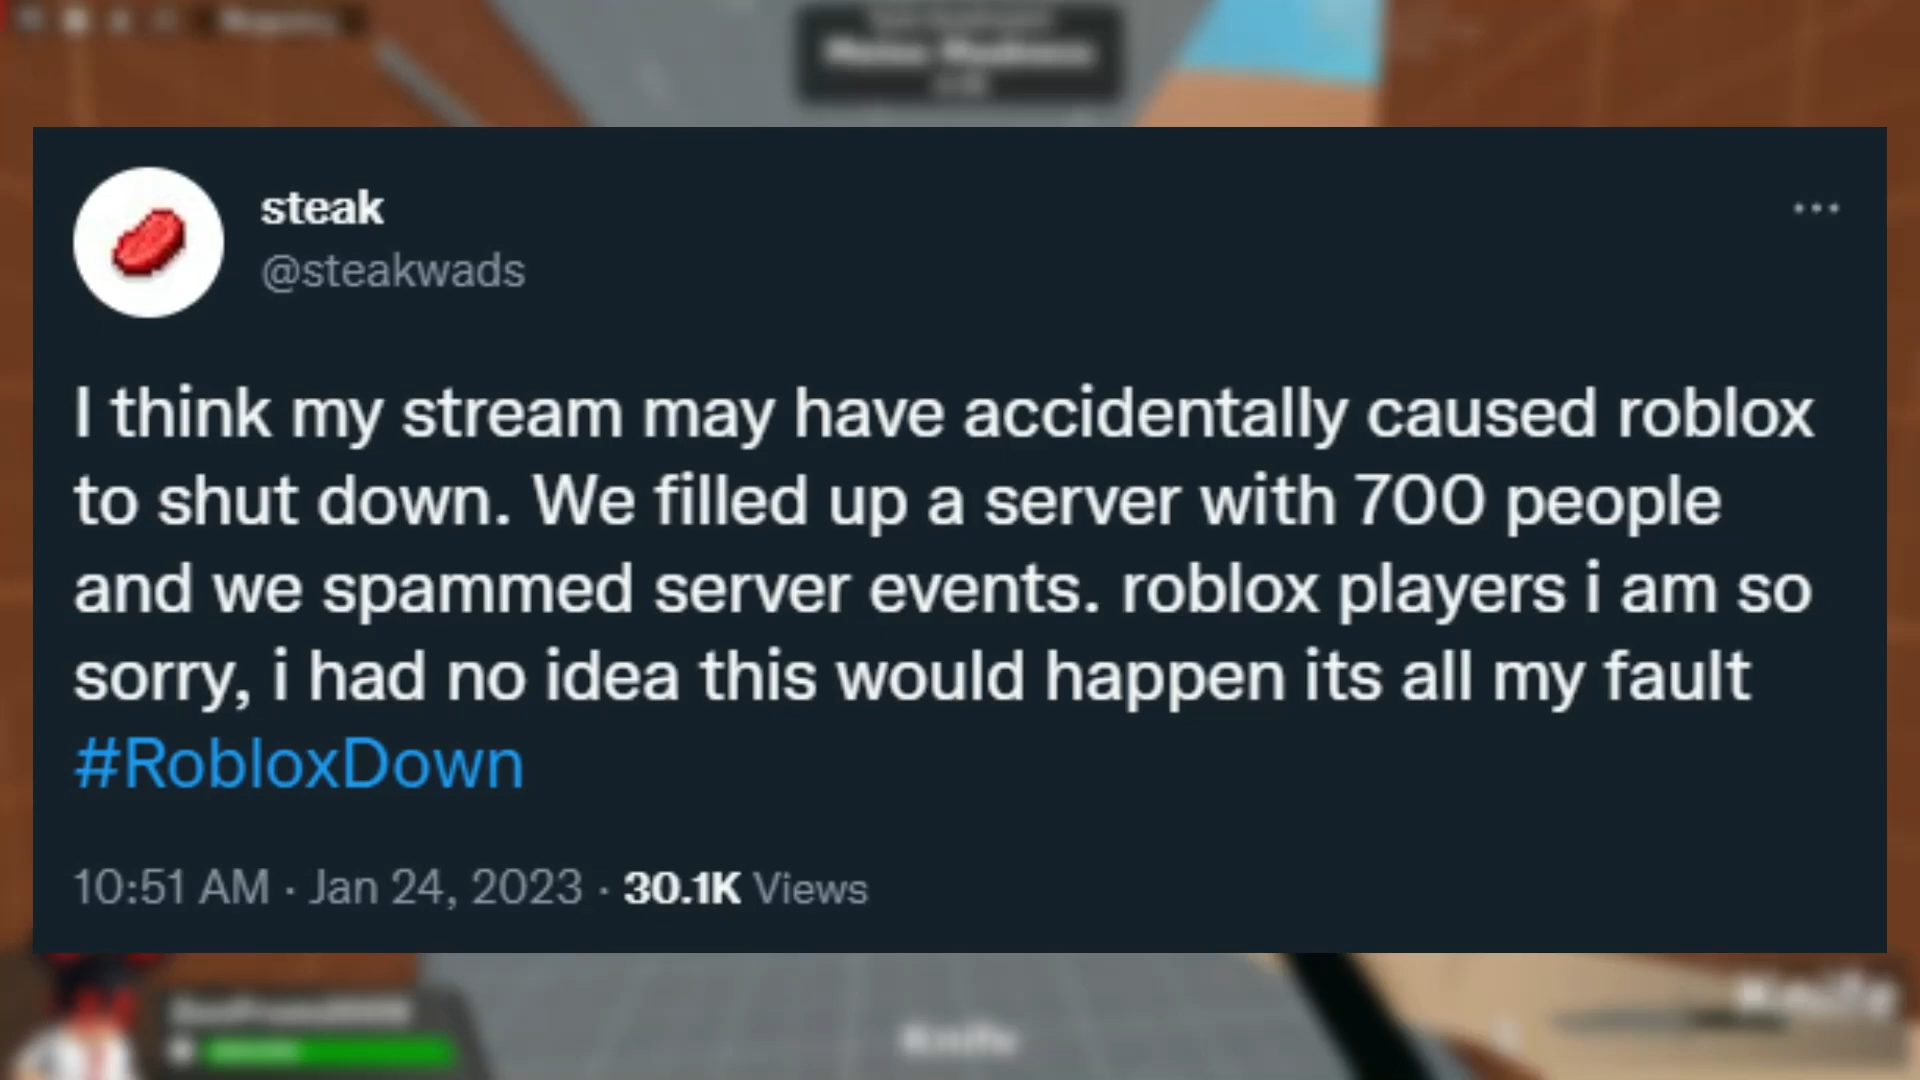 steak
@steakwads
I think my stream may have accidentally caused roblox
to shut down. We filled up a server with 700 people
and we spammed server events. roblox players i am so
sorry, i had no idea this would happen its all my fault
#RobloxDown
10:51 AM · Jan 24, 2023 · 30.1K Views
Knife
Knife